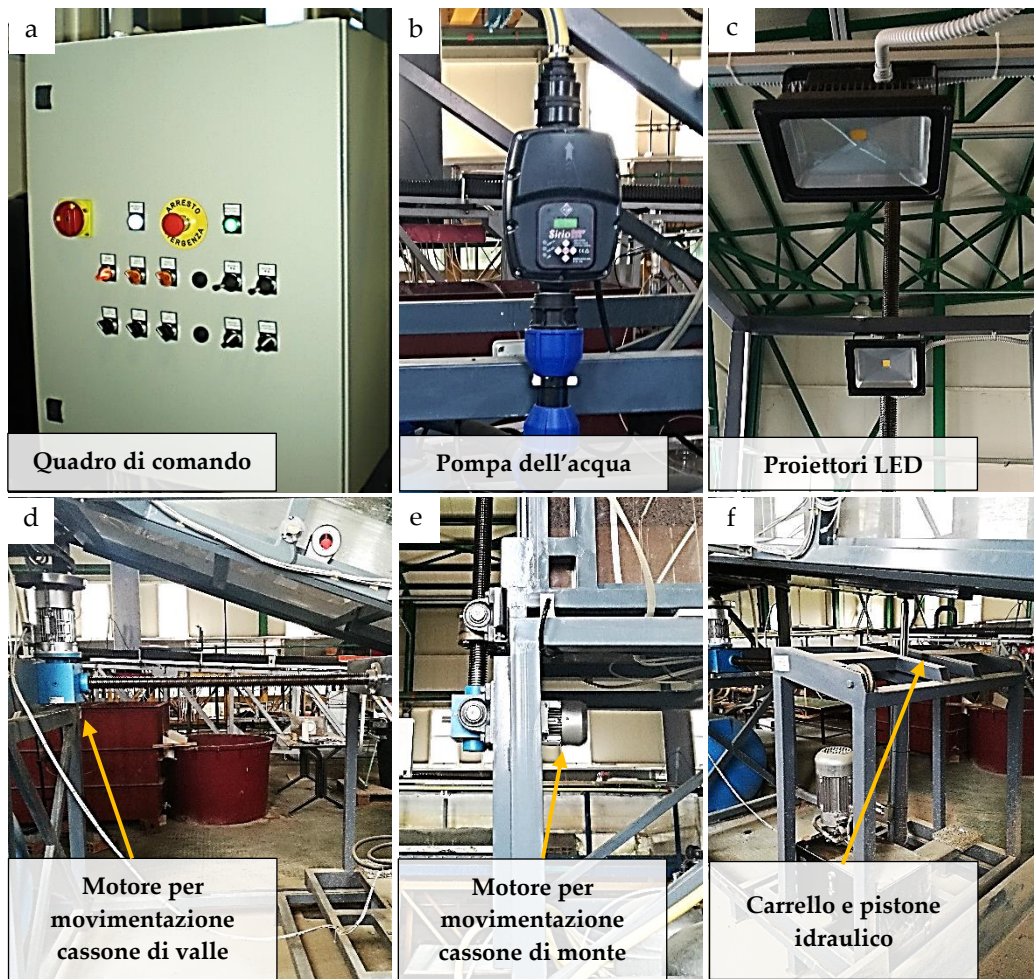 a
b
c
ARRESTO
EMERGENZA
Sirio
Quadro di comando
Pompa dell’acqua
Proiettori LED
d
e
f
Motore per
movimentazione
cassone di valle
Motore per
movimentazione
cassone di monte
Carrello e pistone
idraulico